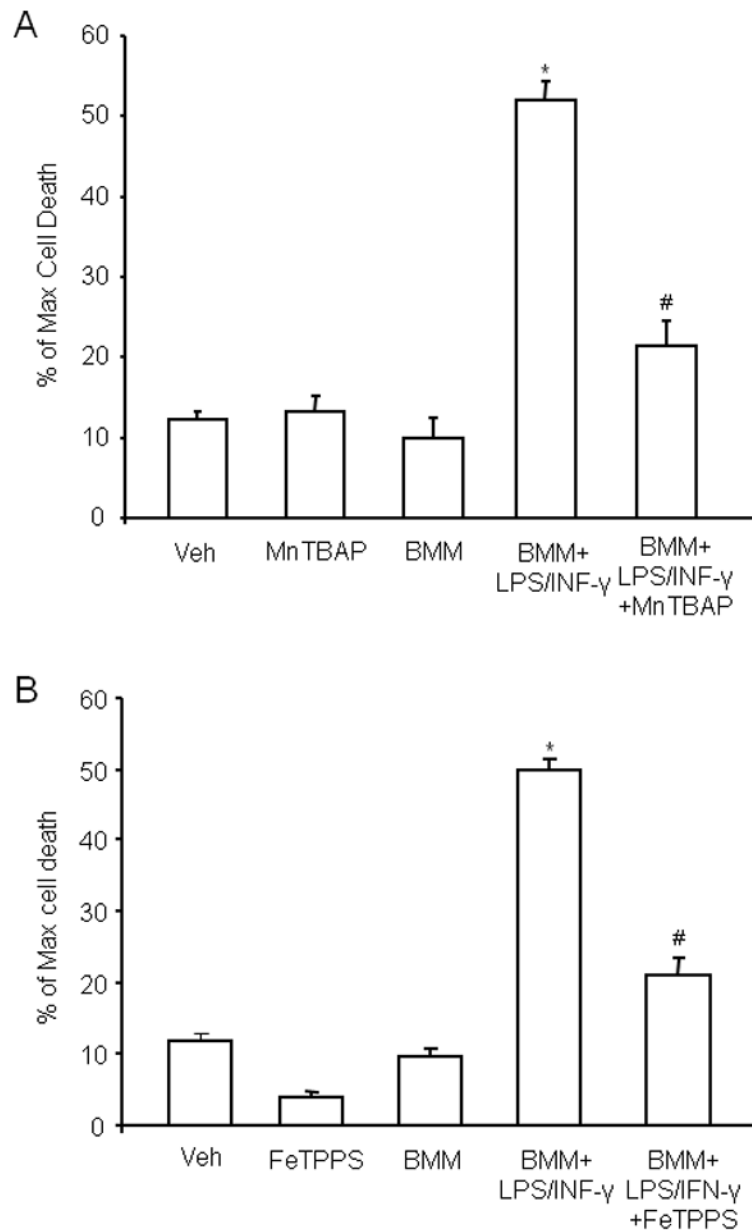 A
% of Max Cell Death
60
50
40
30
20
10
0
*
#
Veh
MnTBAP
BMM
BMM+
LPS/INF-γ
BMM+
LPS/INF-γ
+MnTBAP
B
% of Max cell death
60
50
40
30
20
10
0
*
#
Veh
FeTPPS
BMM
BMM+
LPS/INF-γ
BMM+
LPS/IFN-γ
+FeTPPS